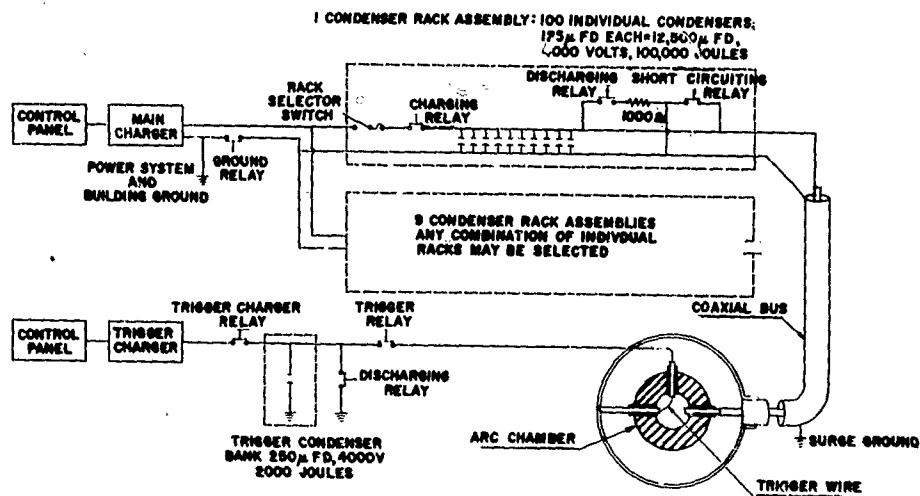 1 CONDENSER RACK ASSEMBLY: 100 INDIVIDUAL CONDENSERS;
125μ FD EACH=12,500μ FD,
4,000 VOLTS, 100,000 JOULES
RACK
SELECTOR
SWITCH
CHARGING
RELAY
DISCHARGING
RELAY
SHORT CIRCUITING
RELAY
1000 Ω
CONTROL
PANEL
MAIN
CHARGER
GROUND
RELAY
POWER SYSTEM
AND
BUILDING GROUND
9 CONDENSER RACK ASSEMBLIES
ANY COMBINATION OF INDIVDUAL
RACKS MAY BE SELECTED
COAXIAL BUS
TRIGGER CHARGER
RELAY
TRIGGER
RELAY
CONTROL
PANEL
TRIGGER
CHARGER
DISCHARGING
RELAY
TRIGGER CONDENSER
BANK 250μ FD, 4000V
2000 JOULES
ARC CHAMBER
SURGE GROUND
TRIGGER WIRE